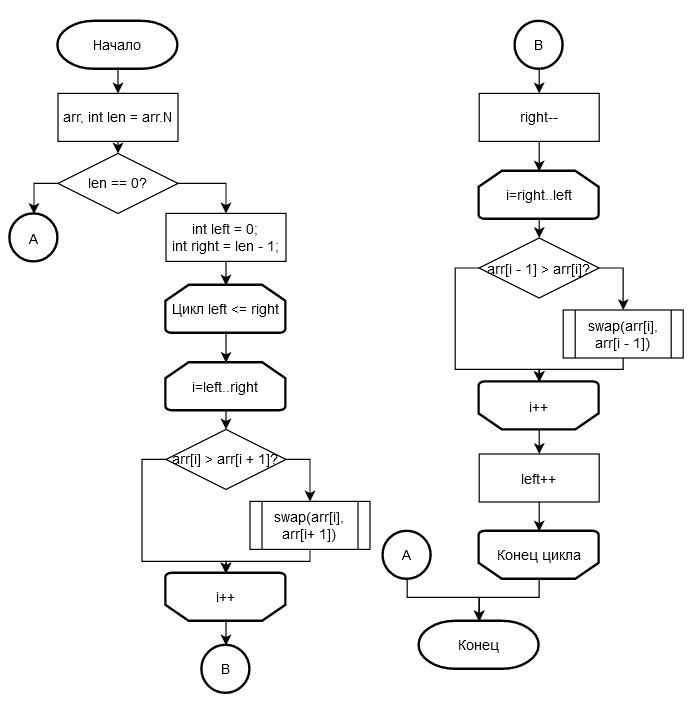 Начало
arr, int len = arr.N
len == 0?
A
int left = 0;
int right = len - 1;
Цикл left <= right
i=left..right
arr[i] > arr[i + 1]?
swap(arr[i],
arr[i+ 1])
i++
B
B
right--
i=right..left
arr[i - 1] > arr[i]?
swap(arr[i],
arr[i - 1])
i++
left++
Конец цикла
A
Конец